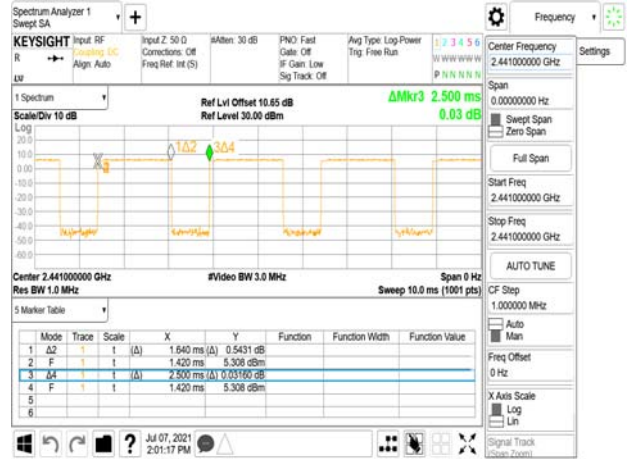 Spectrum Analyzer 1
Swept SA
+
Frequency
KEYSIGHT
R
LXI
Input: RF
Coupling: DC
Align: Auto
Input Z: 50 Ω
Corrections: Off
Freq Ref: Int (S)
#Atten: 30 dB
PNO: Fast
Gate: Off
IF Gain: Low
Sig Track: Off
Avg Type: Log-Power
Trig: Free Run
1 2 3 4 5 6
W W W W W W
P N N N N N
Center Frequency
2.441000000 GHz
Settings
Span
0.00000000 Hz
Swept Span
Zero Span
Full Span
Start Freq
2.441000000 GHz
Stop Freq
2.441000000 GHz
AUTO TUNE
CF Step
1.000000 MHz
Auto
Man
Freq Offset
0 Hz
X Axis Scale
Log
Lin
Signal Track
(Span Zoom)
1 Spectrum
Scale/Div 10 dB
Ref Lvl Offset 10.65 dB
Ref Level 30.00 dBm
ΔMkr3 2.500 ms
0.03 dB
Log
20.0
10.0
0.00
-10.0
-20.0
-30.0
-40.0
-50.0
-60.0
1Δ2
3Δ4
Center 2.441000000 GHz
Res BW 1.0 MHz
#Video BW 3.0 MHz
Span 0 Hz
Sweep 10.0 ms (1001 pts)
5 Marker Table
Mode Trace Scale X Y Function Function Width Function Value
1 Δ2 1 t (Δ) 1.640 ms (Δ) 0.5431 dB
2 F 1 t 1.420 ms 5.308 dBm
3 Δ4 1 t (Δ) 2.500 ms (Δ) 0.03160 dB
4 F 1 t 1.420 ms 5.308 dBm
5
6
?
Jul 07, 2021
2:01:17 PM